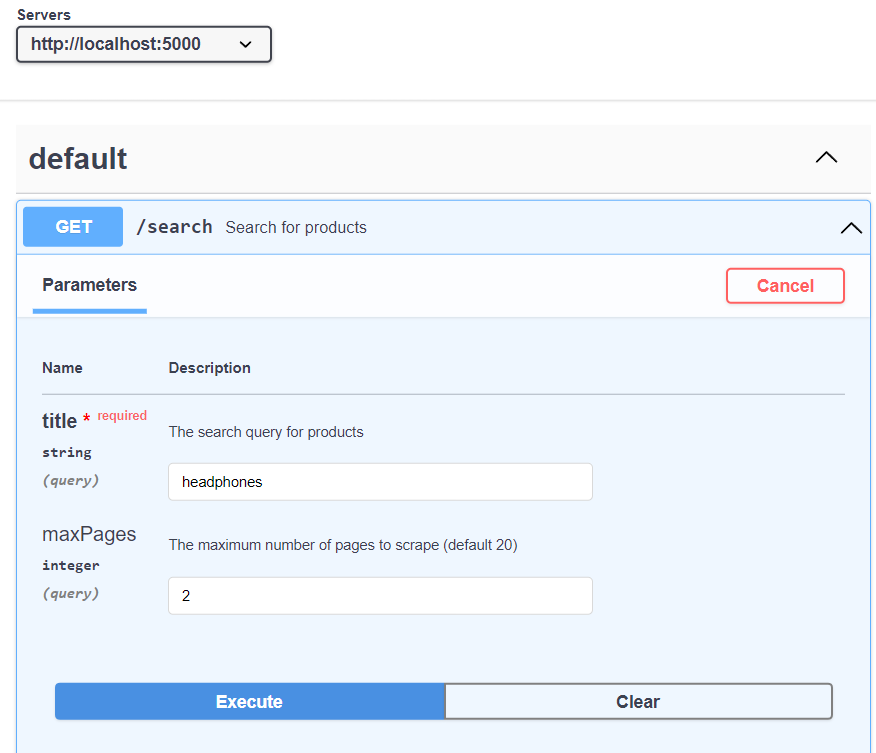 Servers
http://localhost:5000
default
GET /search Search for products
Parameters Cancel
Name Description
title * required
The search query for products
string
(query)
headphones
maxPages
The maximum number of pages to scrape (default 20)
integer
(query)
2
Execute Clear